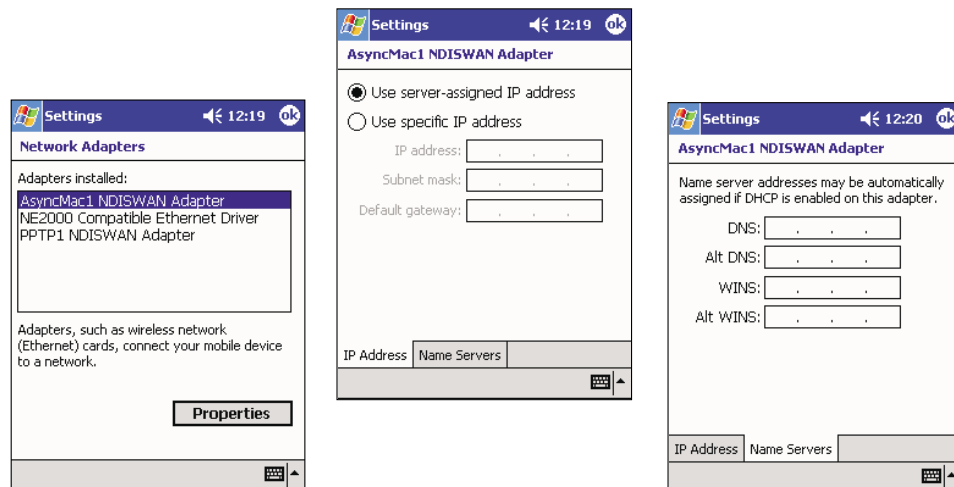 Settings 12:19 ok
Network Adapters
Adapters installed:
AsyncMac1 NDISWAN Adapter
NE2000 Compatible Ethernet Driver
PPTP1 NDISWAN Adapter
Adapters, such as wireless network
(Ethernet) cards, connect your mobile device
to a network.
Properties
Settings 12:19 ok
AsyncMac1 NDISWAN Adapter
Use server-assigned IP address
Use specific IP address
IP address: . . .
Subnet mask: . . .
Default gateway: . . .
IP Address Name Servers
Settings 12:20 ok
AsyncMac1 NDISWAN Adapter
Name server addresses may be automatically
assigned if DHCP is enabled on this adapter.
DNS: . . .
Alt DNS: . . .
WINS: . . .
Alt WINS: . . .
IP Address Name Servers